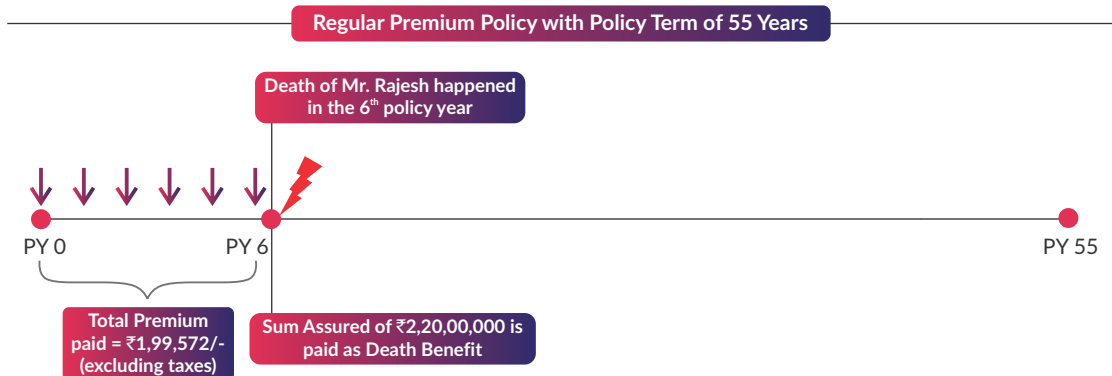 Regular Premium Policy with Policy Term of 55 Years
Death of Mr. Rajesh happened
in the 6th policy year
PY 0
PY 6
PY 55
Total Premium
paid = ₹1,99,572/-
(excluding taxes)
Sum Assured of ₹2,20,00,000 is
paid as Death Benefit